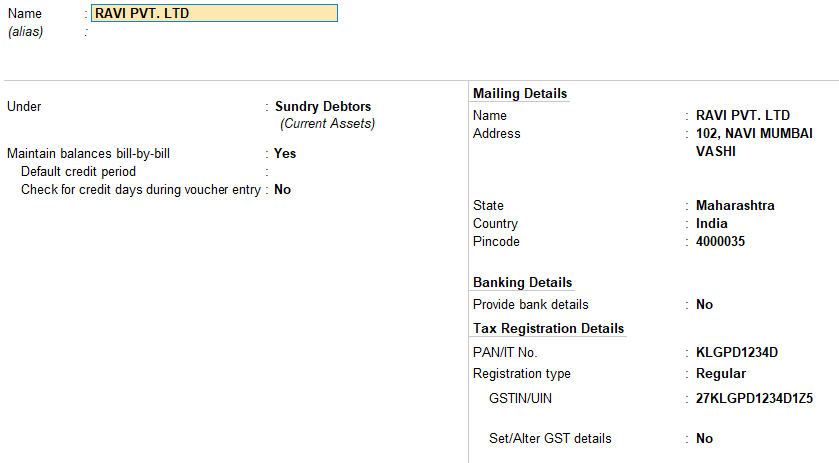 Name : RAVI PVT. LTD
(alias) :
Under : Sundry Debtors
(Current Assets)
Maintain balances bill-by-bill : Yes
Default credit period :
Check for credit days during voucher entry : No
Mailing Details
Name : RAVI PVT. LTD
Address : 102, NAVI MUMBAI
VASHI
State : Maharashtra
Country : India
Pincode : 4000035
Banking Details
Provide bank details : No
Tax Registration Details
PAN/IT No. : KLGPD1234D
Registration type : Regular
GSTIN/UIN : 27KLGPD1234D1Z5
Set/Alter GST details : No